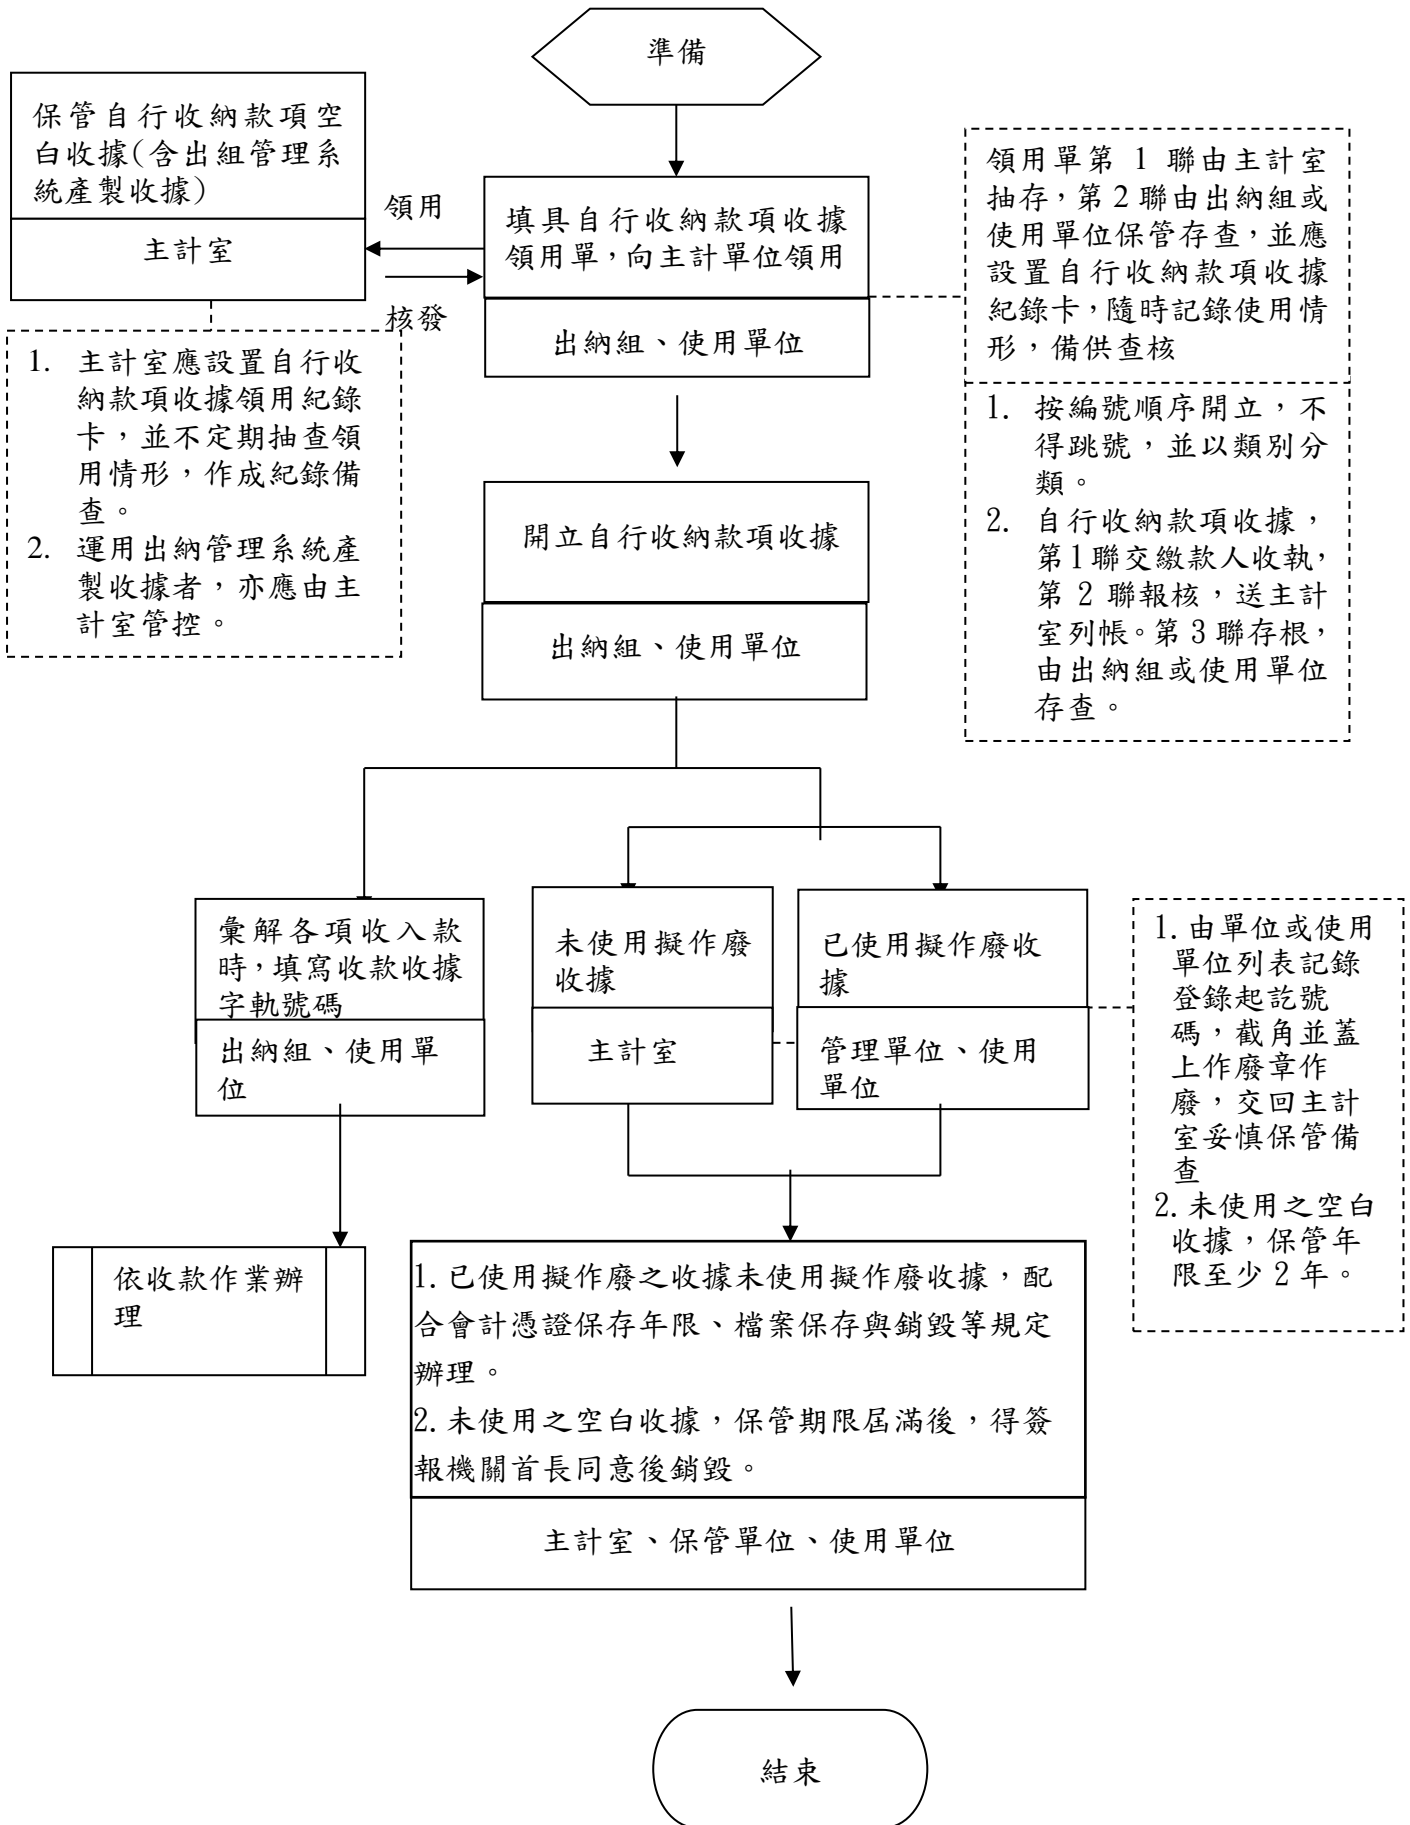 準備
保管自行收納款項空
白收據(含出組管理系
統產製收據)
主計室
領用
核發
填具自行收納款項收據
領用單，向主計單位領用
出納組、使用單位
領用單第 1 聯由主計室
抽存，第 2 聯由出納組或
使用單位保管存查，並應
設置自行收納款項收據
紀錄卡，隨時記錄使用情
形，備供查核
1. 主計室應設置自行收
納款項收據領用紀錄
卡，並不定期抽查領
用情形，作成紀錄備
查。
2. 運用出納管理系統產
製收據者，亦應由主
計室管控。
1. 按編號順序開立，不
得跳號，並以類別分
類。
2. 自行收納款項收據，
第1聯交繳款人收執，
第 2 聯報核，送主計
室列帳。第 3 聯存根，
由出納組或使用單位
存查。
開立自行收納款項收據
出納組、使用單位
彙解各項收入款
時，填寫收款收據
字軌號碼
出納組、使用單
位
未使用擬作廢
收據
主計室
已使用擬作廢收
據
管理單位、使用
單位
1. 由單位或使用
單位列表記錄
登錄起訖號
碼，截角並蓋
上作廢章作
廢，交回主計
室妥慎保管備
查
2. 未使用之空白
收據，保管年
限至少 2 年。
依收款作業辦
理
1. 已使用擬作廢之收據未使用擬作廢收據，配
合會計憑證保存年限、檔案保存與銷毀等規定
辦理。
2. 未使用之空白收據，保管期限屆滿後，得簽
報機關首長同意後銷毀。
主計室、保管單位、使用單位
結束